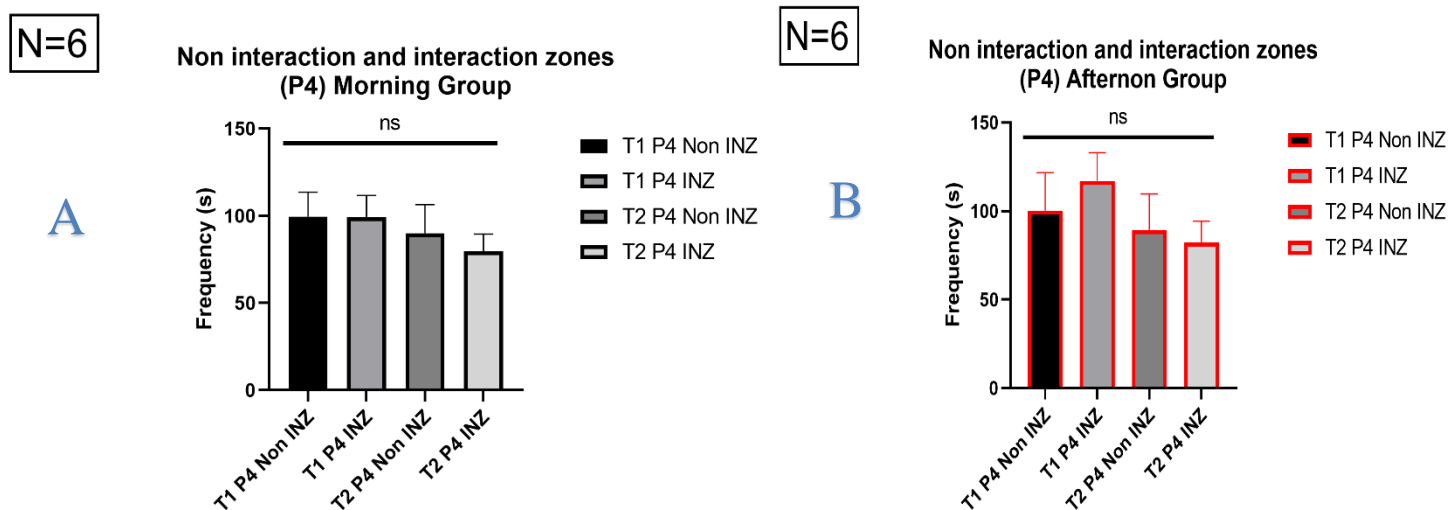 N=6
Non interaction and interaction zones
(P4) Morning Group
A
ns
150
100
50
0
Frequency (s)
T1 P4 Non INZ
T1 P4 INZ
T2 P4 Non INZ
T2 P4 INZ
T1 P4 Non INZ
T1 P4 INZ
T2 P4 Non INZ
T2 P4 INZ
N=6
Non interaction and interaction zones
(P4) Afternon Group
B
ns
150
100
50
0
Frequency (s)
T1 P4 Non INZ
T1 P4 INZ
T2 P4 Non INZ
T2 P4 INZ
T1 P4 Non INZ
T1 P4 INZ
T2 P4 Non INZ
T2 P4 INZ